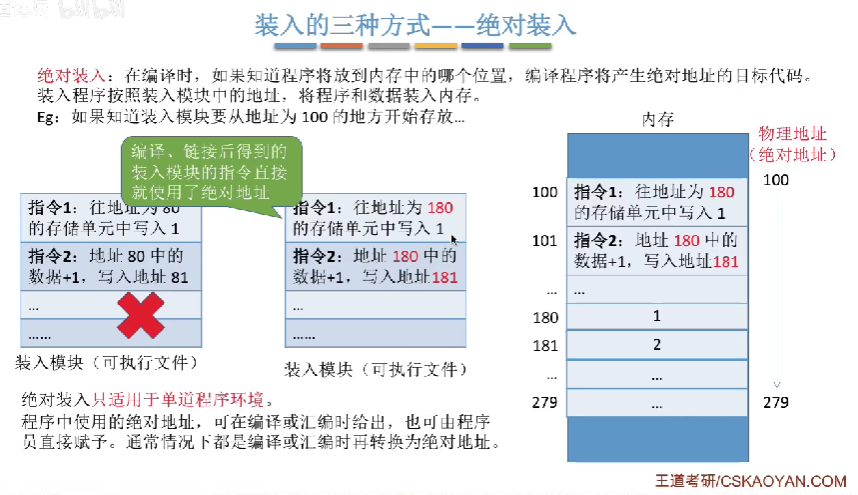 装入的三种方式——绝对装入
绝对装入：在编译时，如果知道程序将放到内存中的哪个位置，编译程序将产生绝对地址的目标代码。
装入程序按照装入模块中的地址，将程序和数据装入内存。
Eg：如果知道装入模块要从地址为 100 的地方开始存放…
编译、链接后得到的
装入模块的指令直接
就使用了绝对地址
指令1：往地址为 80
的存储单元中写入 1
指令2：地址 80 中的
数据+1，写入地址 81
…
……
装入模块（可执行文件）
指令1：往地址为 180
的存储单元中写入 1
指令2：地址 180 中的
数据+1，写入地址181
…
……
装入模块（可执行文件）
内存
物理地址
（绝对地址）
100
100
指令1：往地址为 180
的存储单元中写入 1
101
指令2：地址 180 中的
数据+1，写入地址181
… …
180 1
181 2
… …
279 …
279
绝对装入只适用于单道程序环境。
程序中使用的绝对地址，可在编译或汇编时给出，也可由程序
员直接赋予。通常情况下都是编译或汇编时再转换为绝对地址。
王道考研/CSKAOYAN.COM